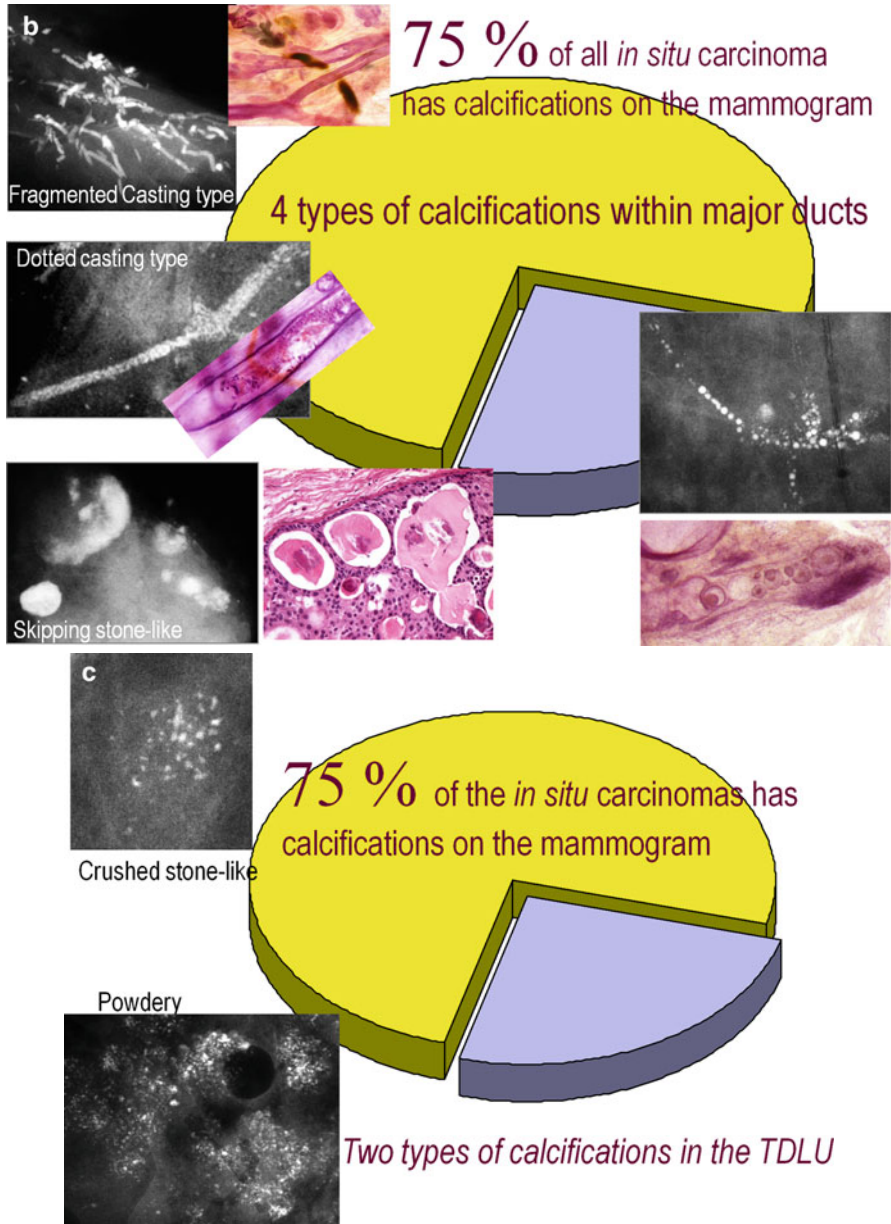 b
75 % of all in situ carcinoma
has calcifications on the mammogram
Fragmented Casting type
4 types of calcifications within major ducts
Dotted casting type
Skipping stone-like
c
75 % of the in situ carcinomas has
calcifications on the mammogram
Crushed stone-like
Powdery
Two types of calcifications in the TDLU